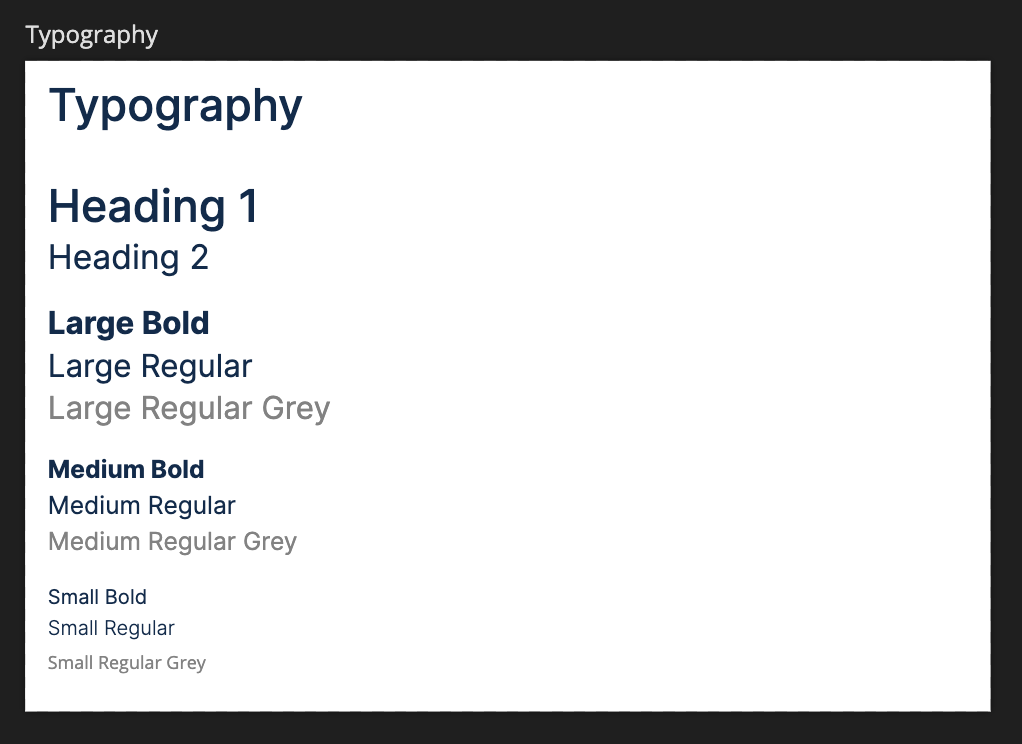 Typography
Typography
Heading 1
Heading 2
Large Bold
Large Regular
Large Regular Grey
Medium Bold
Medium Regular
Medium Regular Grey
Small Bold
Small Regular
Small Regular Grey